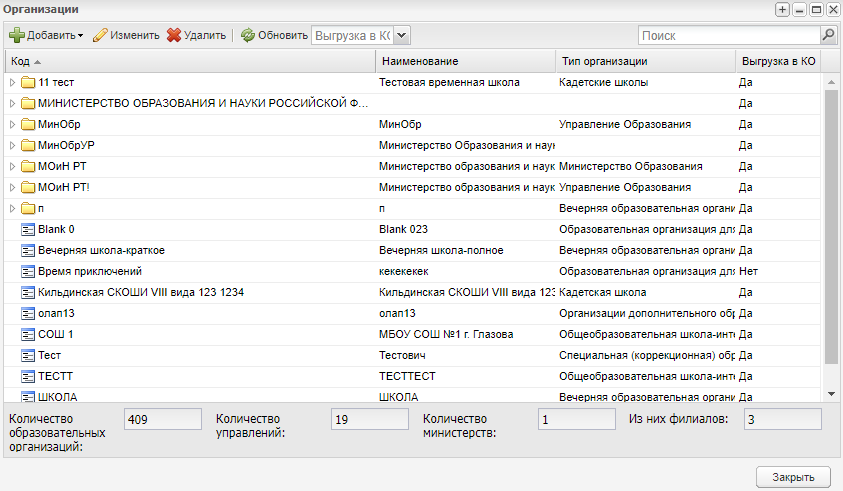 Организации
Добавить Изменить Удалить Обновить Выгрузка в К( Поиск
Код Наименование Тип организации Выгрузка в КО
11 тест Тестовая временная школа Кадетские школы Да
МИНИСТЕРСТВО ОБРАЗОВАНИЯ И НАУКИ РОССИЙСКОЙ Ф... Да
МинОбр МинОбр Управление Образования Да
МинОбрУР Министерство Образования и наук Да
МОиН РТ Министерство образования и наук Министерство Образования Да
МОиН РТ! Министерство образования и наук Управление Образования Да
п п Вечерняя образовательная органи Да
Blank 0 Blank 023 Образовательная организация для Да
Вечерняя школа-краткое Вечерняя школа-полное Вечерняя образовательная органи Да
Время приключений кекекекек Образовательная организация для Нет
Кильдинская СКОШИ VIII вида 123 1234 Кильдинская СКОШИ VIII вида 123 Кадетская школа Да
олап13 олап13 Организации дополнительного обр Да
СОШ 1 МБОУ СОШ №1 г. Глазова Общеобразовательная школа-инте Да
Тест Тестович Специальная (коррекционная) обр Да
ТЕСТТ ТЕСТТЕСТ Общеобразовательная школа-инте Да
ШКОЛА ШКОЛА Вечерняя образовательная органи Да
Количество образовательных организаций: 409 Количество управлений: 19 Количество министерств: 1 Из них филиалов: 3
Закрыть